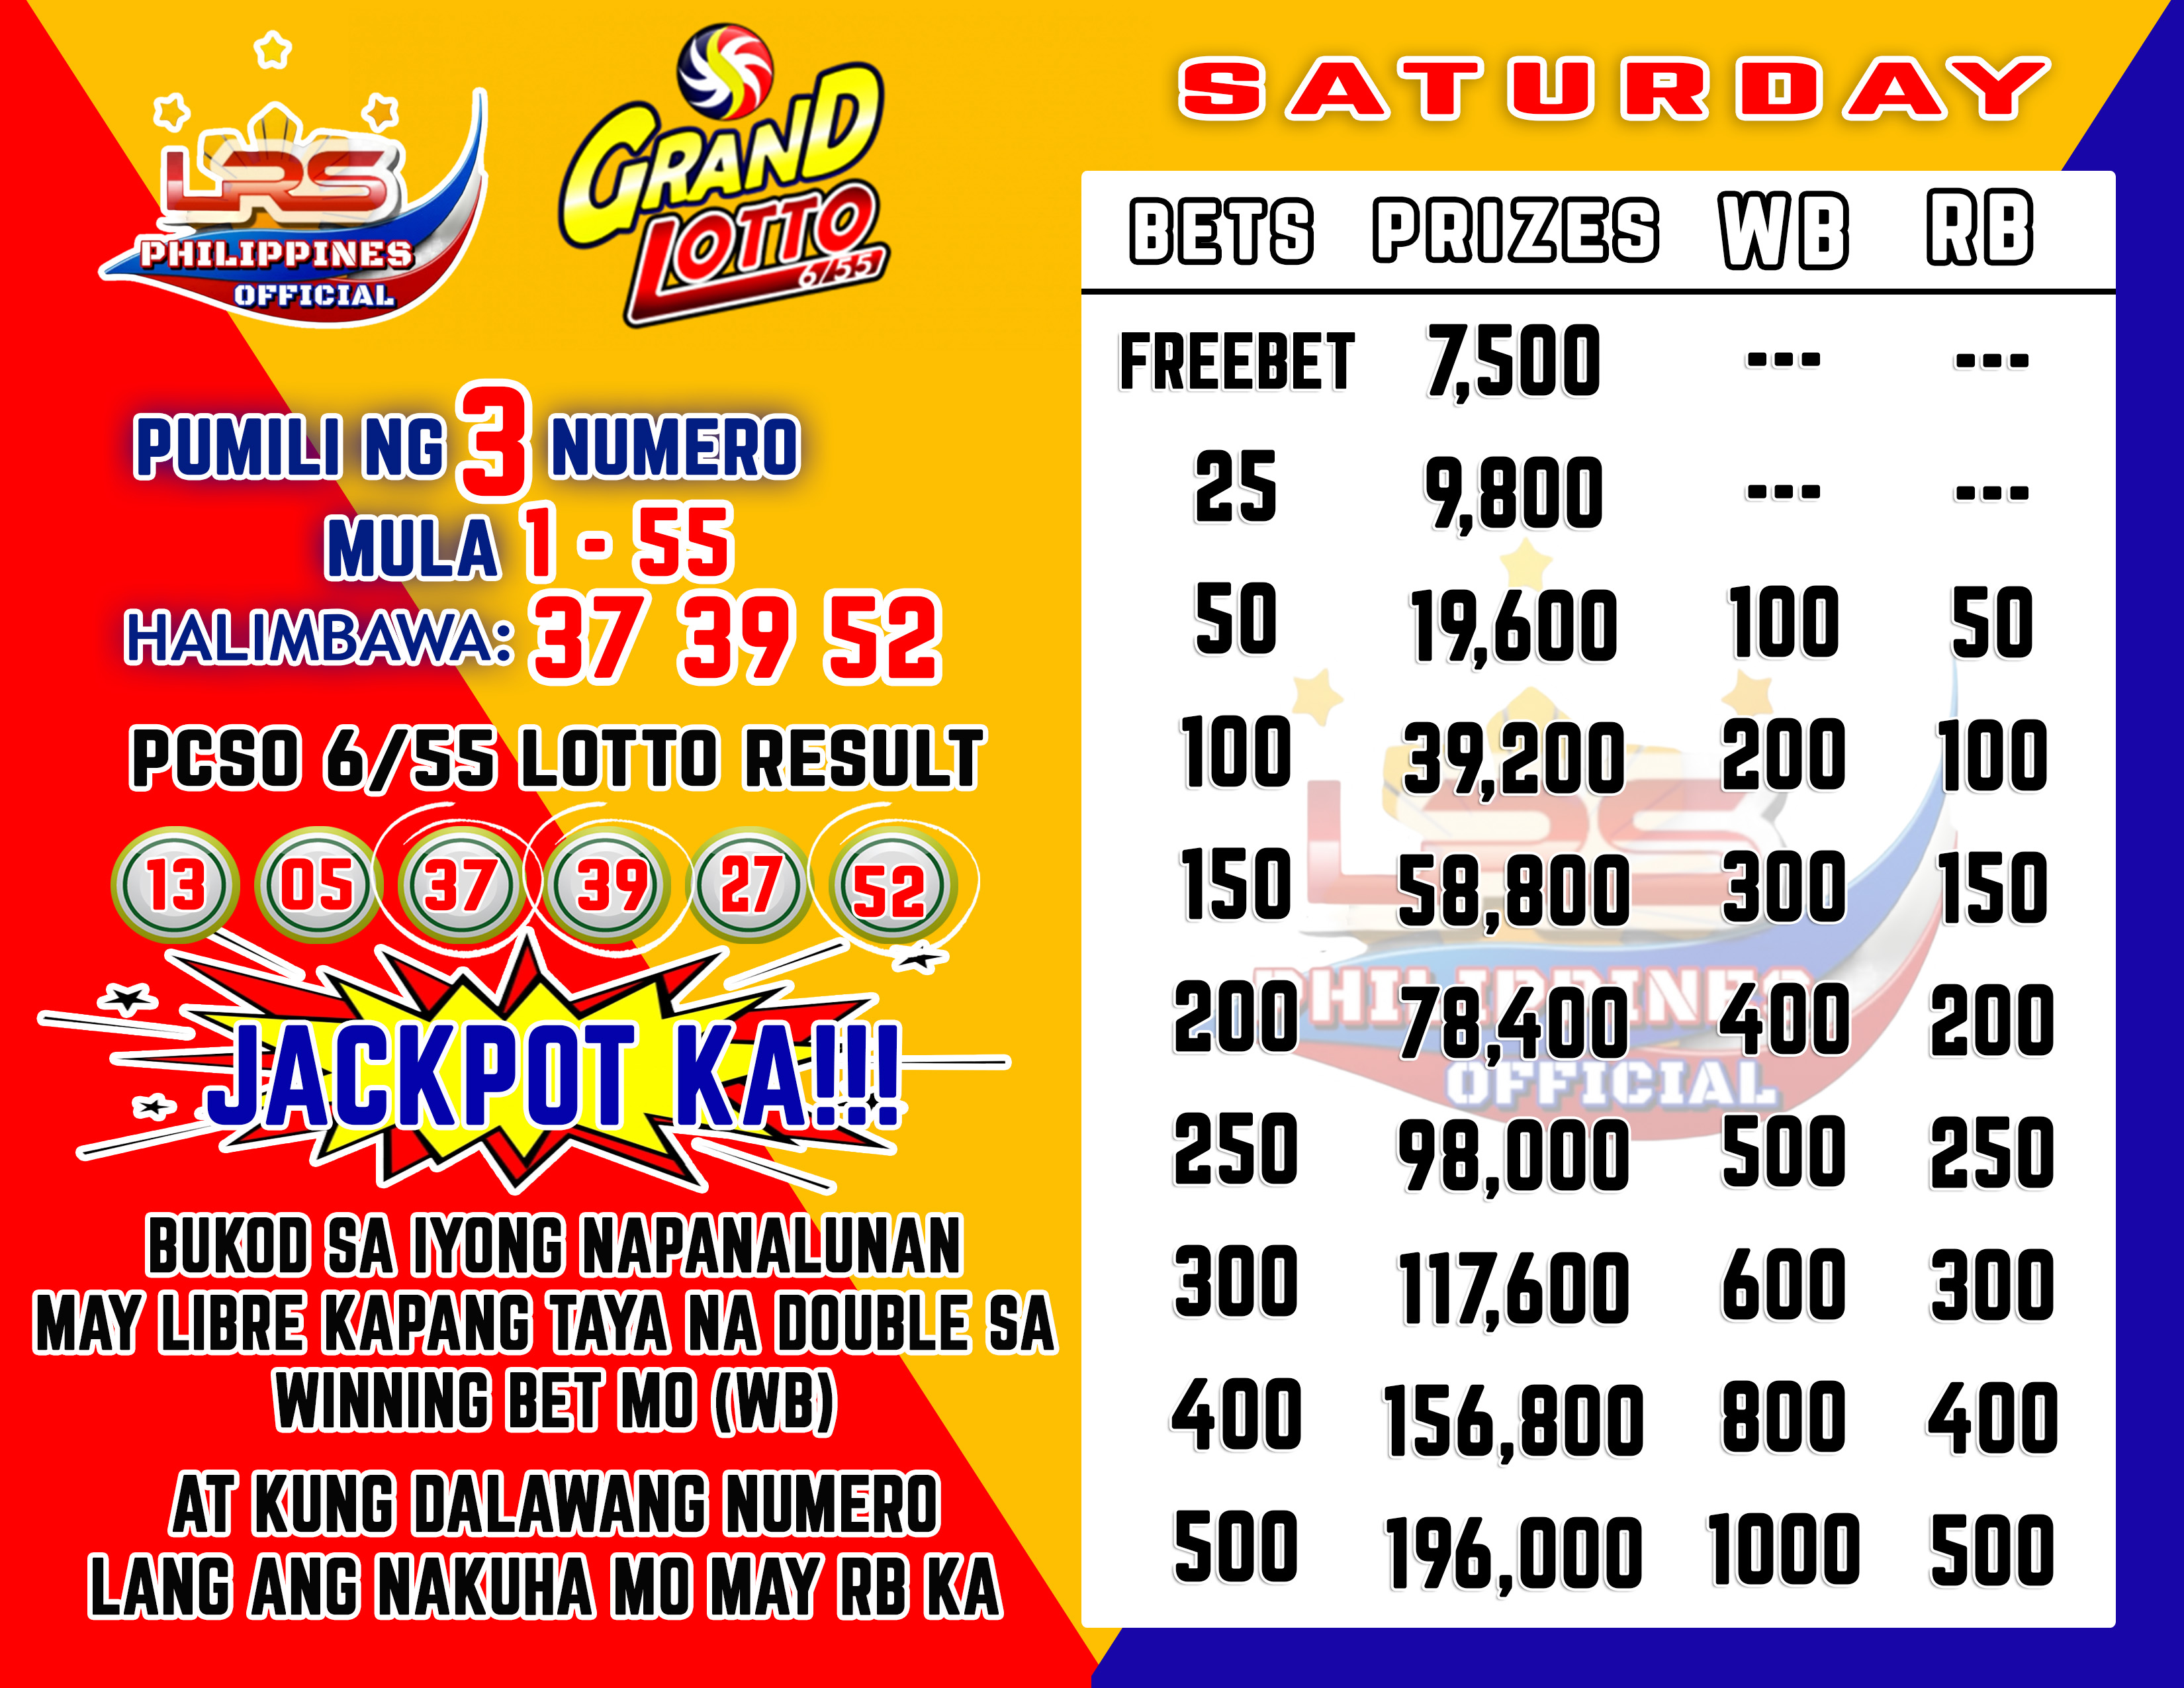 LRS
PHILIPPINES
OFFICIAL
GRAND
LOTTO
6/55
PUMILI NG 3 NUMERO
MULA 1 - 55
HALIMBAWA: 37 39 52
PCSO 6/55 LOTTO RESULT
13 05 37 39 27 52
JACKPOT KA!!!
BUKOD SA IYONG NAPANALUNAN
MAY LIBRE KAPANG TAYA NA DOUBLE SA
WINNING BET MO (WB)
AT KUNG DALAWANG NUMERO
LANG ANG NAKUHA MO MAY RB KA
SATURDAY
BETS PRIZES WB RB
FREEBET 7,500 --- ---
25 9,800 --- ---
50 19,600 100 50
100 39,200 200 100
150 58,800 300 150
200 78,400 400 200
250 98,000 500 250
300 117,600 600 300
400 156,800 800 400
500 196,000 1000 500
LRS
PHILIPPINES
OFFICIAL